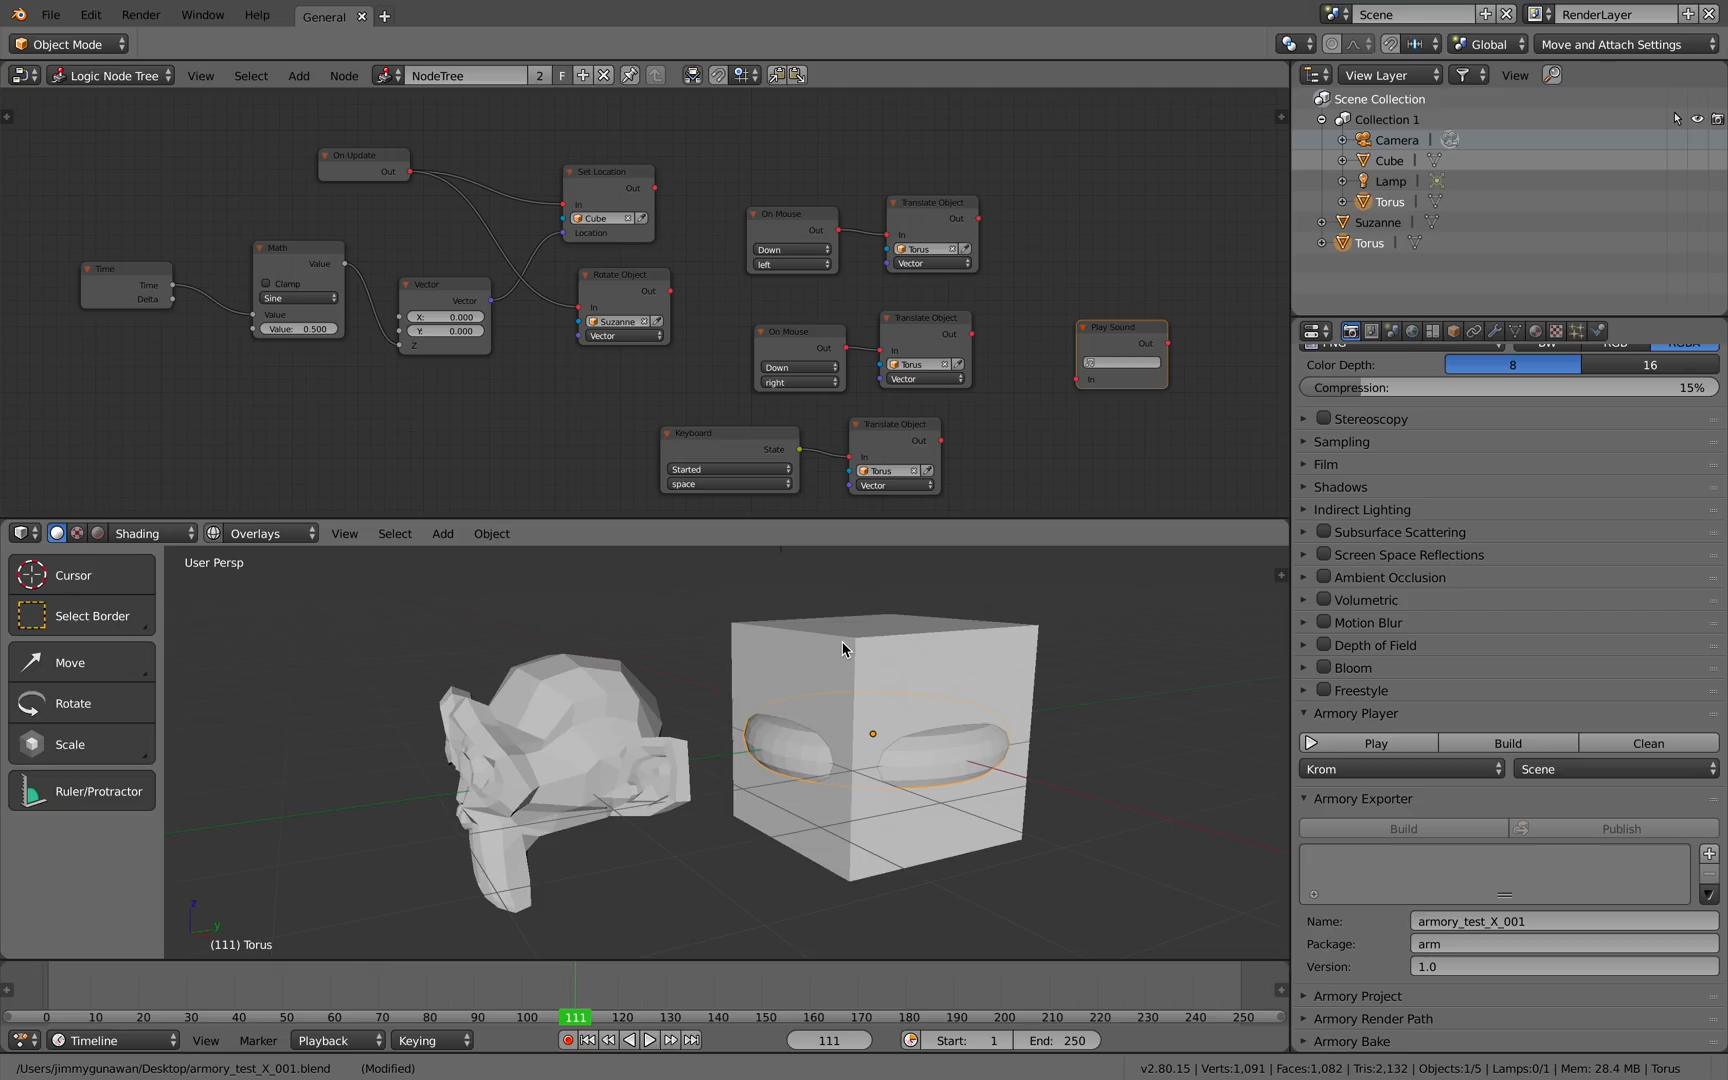 File Edit Render Window Help General Scene RenderLayer
Object Mode Global Move and Attach Settings
Logic Node Tree View Select Add Node NodeTree 2 F View Layer View
On Update
Out
Set Location
Out
In
Cube
Location
Time
Time
Delta
Math
Value
Clamp
Sine
Value
Value: 0.500
Vector
Vector
X: 0.000
Y: 0.000
Z
Rotate Object
Out
In
Suzanne
Vector
On Mouse
Out
Down
left
Translate Object
Out
In
Torus
Vector
On Mouse
Out
Down
right
Translate Object
Out
In
Torus
Vector
Play Sound
Out
In
Keyboard
State
Started
space
Translate Object
Out
In
Torus
Vector
Scene Collection
Collection 1
Camera
Cube
Lamp
Torus
Suzanne
Torus
Color Depth: 8 16
Compression: 15%
Stereoscopy
Sampling
Film
Shadows
Indirect Lighting
Subsurface Scattering
Screen Space Reflections
Ambient Occlusion
Volumetric
Motion Blur
Depth of Field
Bloom
Freestyle
Armory Player
Play Build Clean
Krom Scene
Armory Exporter
Build Publish
Name: armory_test_X_001
Package: arm
Version: 1.0
Armory Project
Armory Render Path
Armory Bake
Shading Overlays View Select Add Object
Cursor
Select Border
Move
Rotate
Scale
Ruler/Protractor
User Persp
z
y
(111) Torus
0 10 20 30 40 50 60 70 80 90 100 111 120 130 140 150 160 170 180 190 200 210 220 230 240 250
Timeline View Marker Playback Keying 111 Start: 1 End: 250
/Users/jimmygunawan/Desktop/armory_test_X_001.blend (Modified) v2.80.15 | Verts:1,091 | Faces:1,082 | Tris:2,132 | Objects:1/5 | Lamps:0/1 | Mem: 28.4 MB | Torus